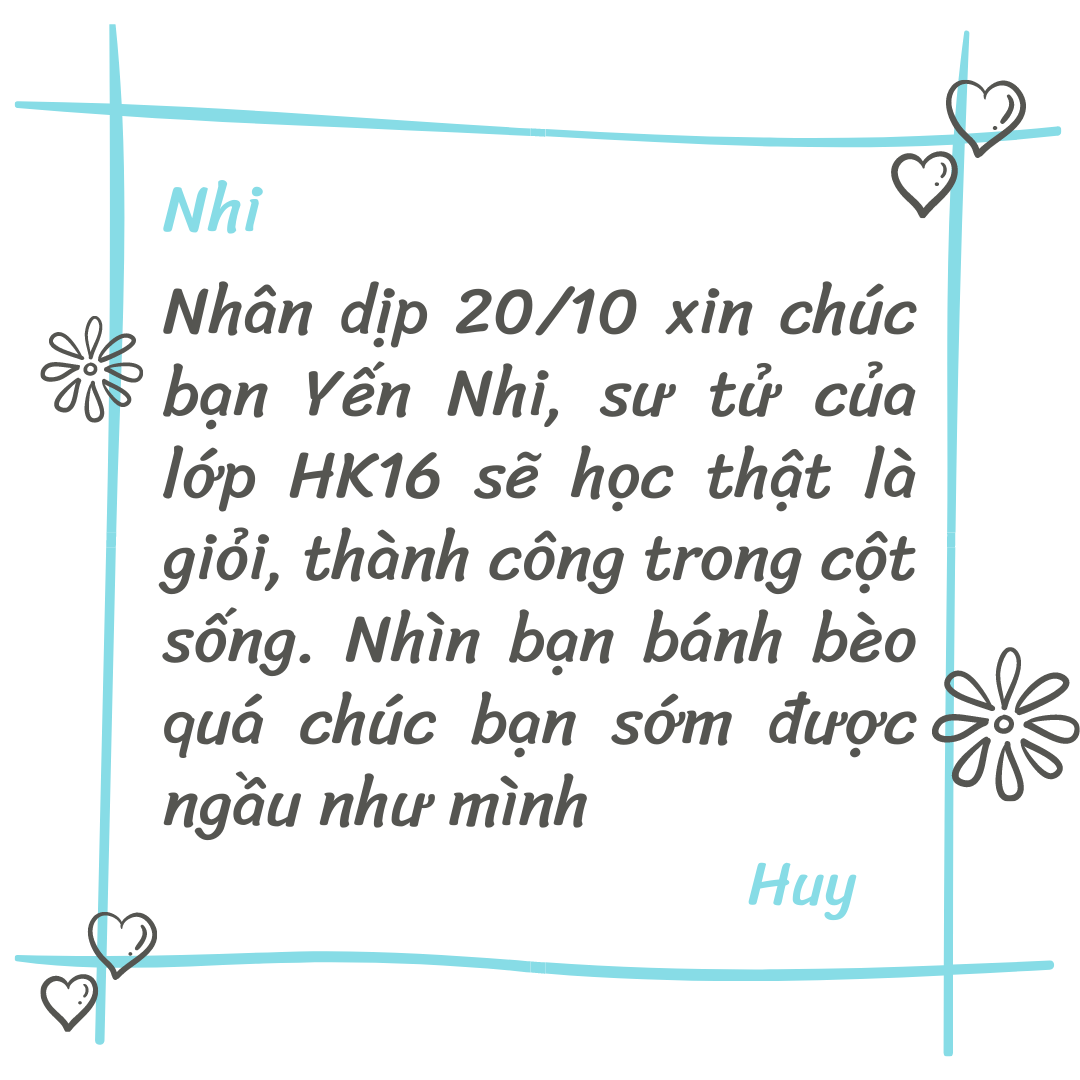 Nhi
Nhân dịp 20/10 xin chúc
bạn Yến Nhi, sư tử của
lớp HK16 sẽ học thật là
giỏi, thành công trong cột
sống. Nhìn bạn bánh bèo
quá chúc bạn sớm được
ngầu như mình
Huy